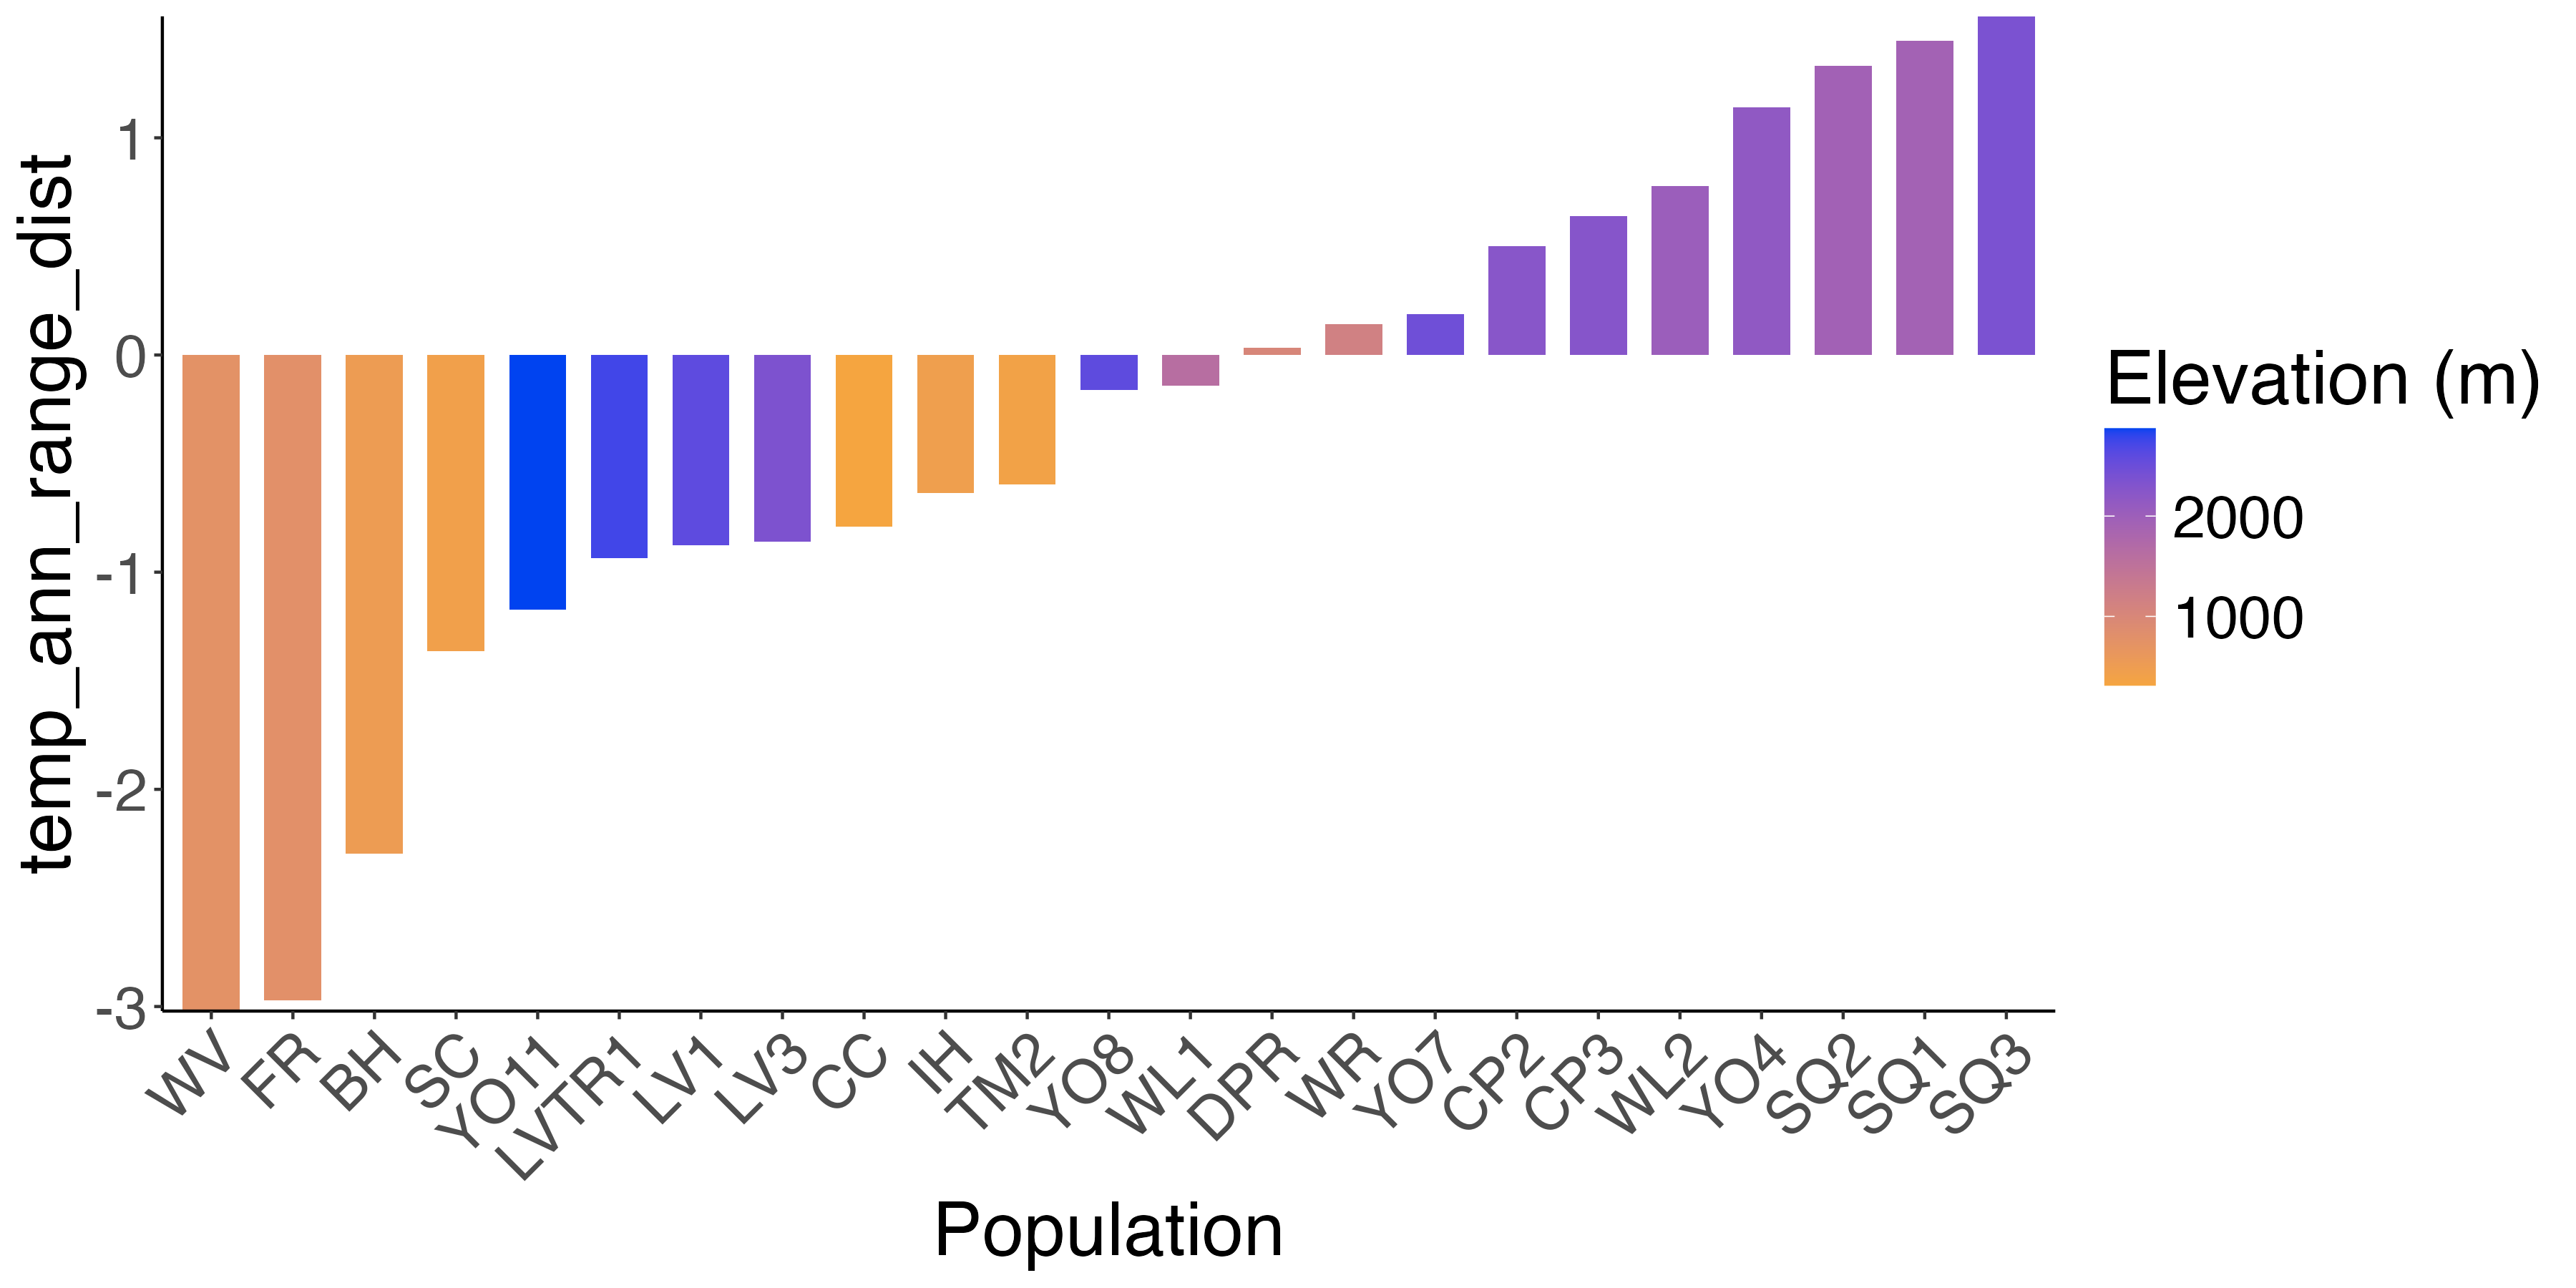 temp_ann_range_dist
1
0
-1
-2
-3
WV
FR
BH
SC
YO11
LVTR1
LV1
LV3
CC
IH
TM2
YO8
WL1
DPR
WR
YO7
CP2
CP3
WL2
YO4
SQ2
SQ1
SQ3
Population
Elevation (m)
2000
1000